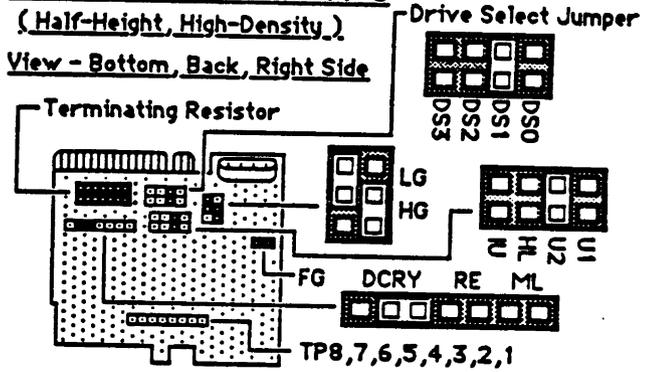 ( Half-Height, High-Density )
Drive Select Jumper
View - Bottom, Back, Right Side
Terminating Resistor
DS3 DS2 DS1 DS0
LG
HG
IU HL U2 U1
FG
DCRY RE ML
TP8,7,6,5,4,3,2,1